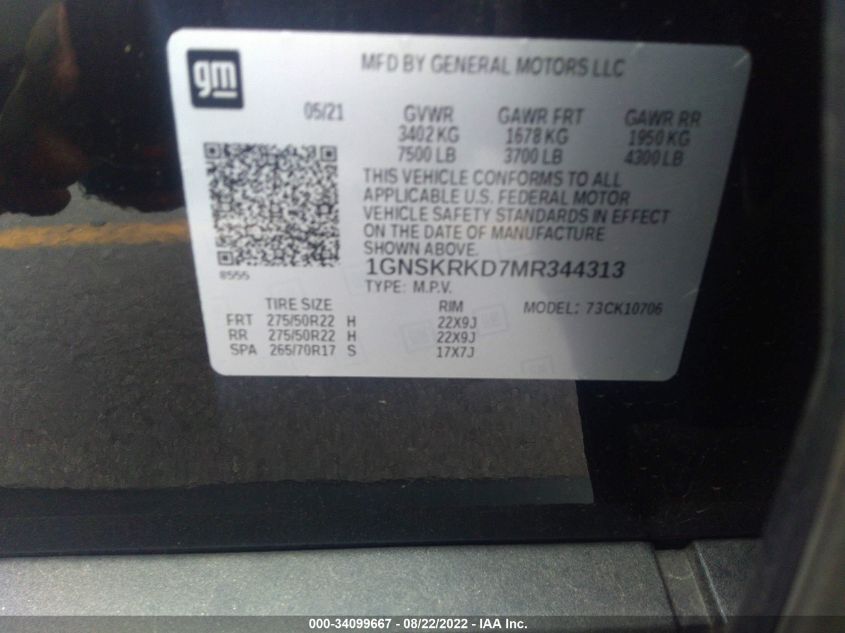 gm
MFD BY GENERAL MOTORS LLC
05/21 GVWR GAWR FRT GAWR RR
3402 KG 1678 KG 1950 KG
7500 LB 3700 LB 4300 LB
THIS VEHICLE CONFORMS TO ALL
APPLICABLE U.S. FEDERAL MOTOR
VEHICLE SAFETY STANDARDS IN EFFECT
ON THE DATE OF MANUFACTURE
SHOWN ABOVE.
8555
1GNSKRKD7MR344313
TYPE: M.P.V.
TIRE SIZE RIM MODEL: 73CK10706
FRT 275/50R22 H 22X9J
RR 275/50R22 H 22X9J
SPA 265/70R17 S 17X7J
000-34099667 - 08/22/2022 - IAA Inc.